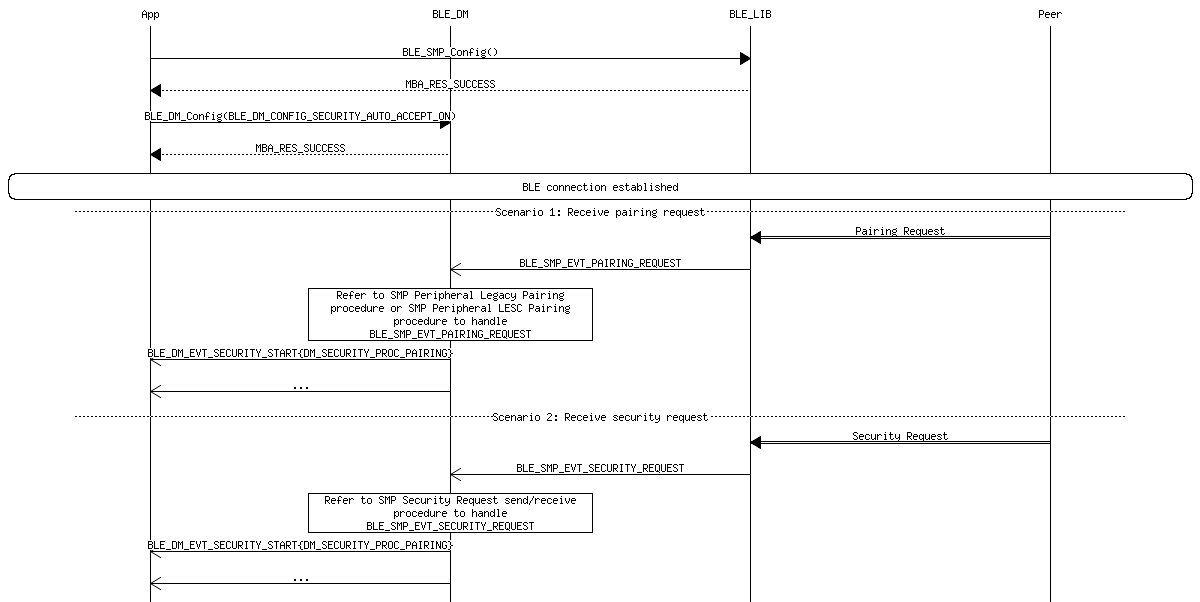 App BLE_DM BLE_LIB Peer
BLE_SMP_Config()
MBA_RES_SUCCESS
BLE_DM_Config(BLE_DM_CONFIG_SECURITY_AUTO_ACCEPT_ON)
MBA_RES_SUCCESS
BLE connection established
Scenario 1: Receive pairing request
Pairing Request
BLE_SMP_EVT_PAIRING_REQUEST
Refer to SMP Peripheral Legacy Pairing
procedure or SMP Peripheral LESC Pairing
procedure to handle
BLE_SMP_EVT_PAIRING_REQUEST
BLE_DM_EVT_SECURITY_START{DM_SECURITY_PROC_PAIRING}
...
Scenario 2: Receive security request
Security Request
BLE_SMP_EVT_SECURITY_REQUEST
Refer to SMP Security Request send/receive
procedure to handle
BLE_SMP_EVT_SECURITY_REQUEST
BLE_DM_EVT_SECURITY_START{DM_SECURITY_PROC_PAIRING}
...